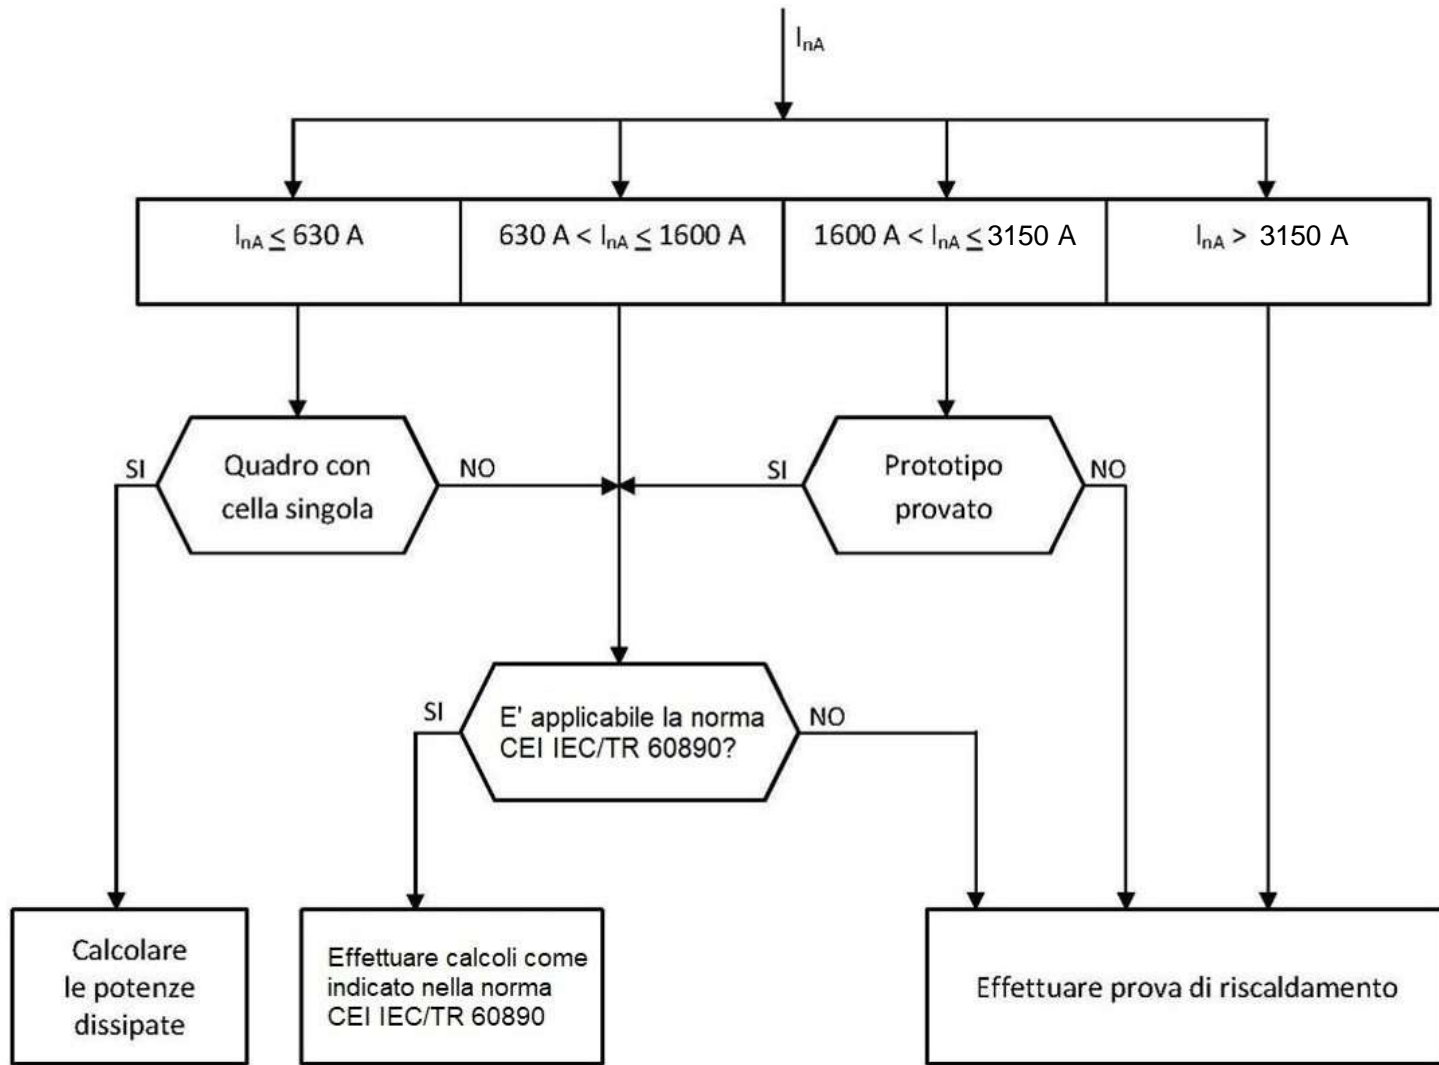 InA
InA ≤ 630 A
630 A < InA ≤ 1600 A
1600 A < InA ≤ 3150 A
InA > 3150 A
SI
Quadro con
cella singola
NO
SI
Prototipo
provato
NO
SI
E' applicabile la norma
CEI IEC/TR 60890?
NO
Calcolare
le potenze
dissipate
Effettuare calcoli come
indicato nella norma
CEI IEC/TR 60890
Effettuare prova di riscaldamento